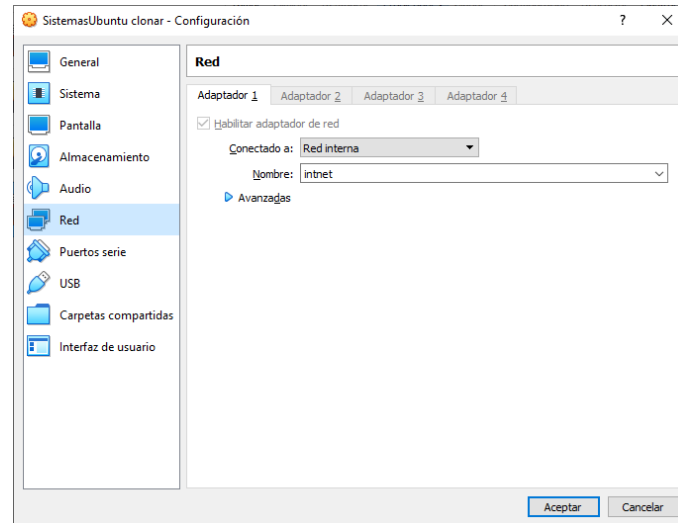 SistemasUbuntu clonar - Configuración
?
General
Sistema
Pantalla
Almacenamiento
Audio
Red
Puertos serie
USB
Carpetas compartidas
Interfaz de usuario
Red
Adaptador 1 Adaptador 2 Adaptador 3 Adaptador 4
Habilitar adaptador de red
Conectado a: Red interna
Nombre: intnet
Avanzadas
Aceptar Cancelar